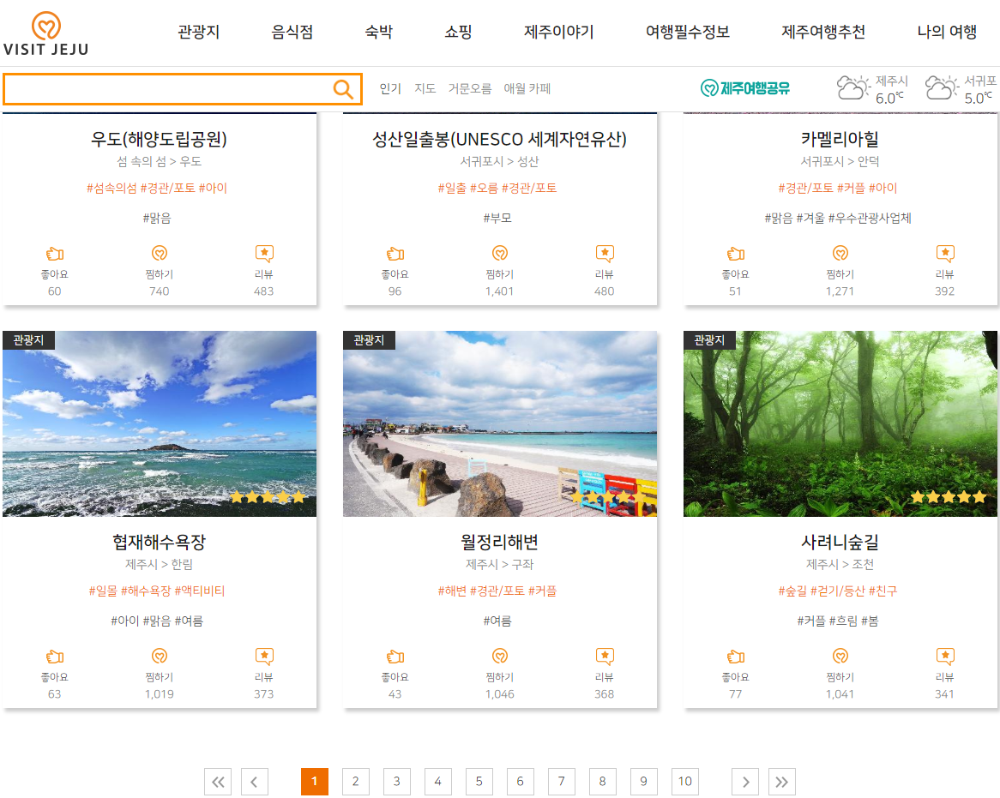 VISIT JEJU
관광지 음식점 숙박 쇼핑 제주이야기 여행필수정보 제주여행추천 나의 여행
인기 지도 거문오름 애월 카페
제주여행공유
제주시 6.0℃
서귀포 5.0℃
우도(해양도립공원)
섬 속의 섬 > 우도
#섬속의섬 #경관/포토 #아이
#맑음
좋아요 찜하기 리뷰
60 740 483
성산일출봉(UNESCO 세계자연유산)
서귀포시 > 성산
#일출 #오름 #경관/포토
#부모
좋아요 찜하기 리뷰
96 1,401 480
카멜리아힐
서귀포시 > 안덕
#경관/포토 #커플 #아이
#맑음 #겨울 #우수관광사업체
좋아요 찜하기 리뷰
51 1,271 392
관광지
협재해수욕장
제주시 > 한림
#일몰 #해수욕장 #액티비티
#아이 #맑음 #여름
좋아요 찜하기 리뷰
63 1,019 373
관광지
월정리해변
제주시 > 구좌
#해변 #경관/포토 #커플
#여름
좋아요 찜하기 리뷰
43 1,046 368
관광지
사려니숲길
제주시 > 조천
#숲길 #걷기/등산 #친구
#커플 #흐림 #봄
좋아요 찜하기 리뷰
77 1,041 341
1 2 3 4 5 6 7 8 9 10